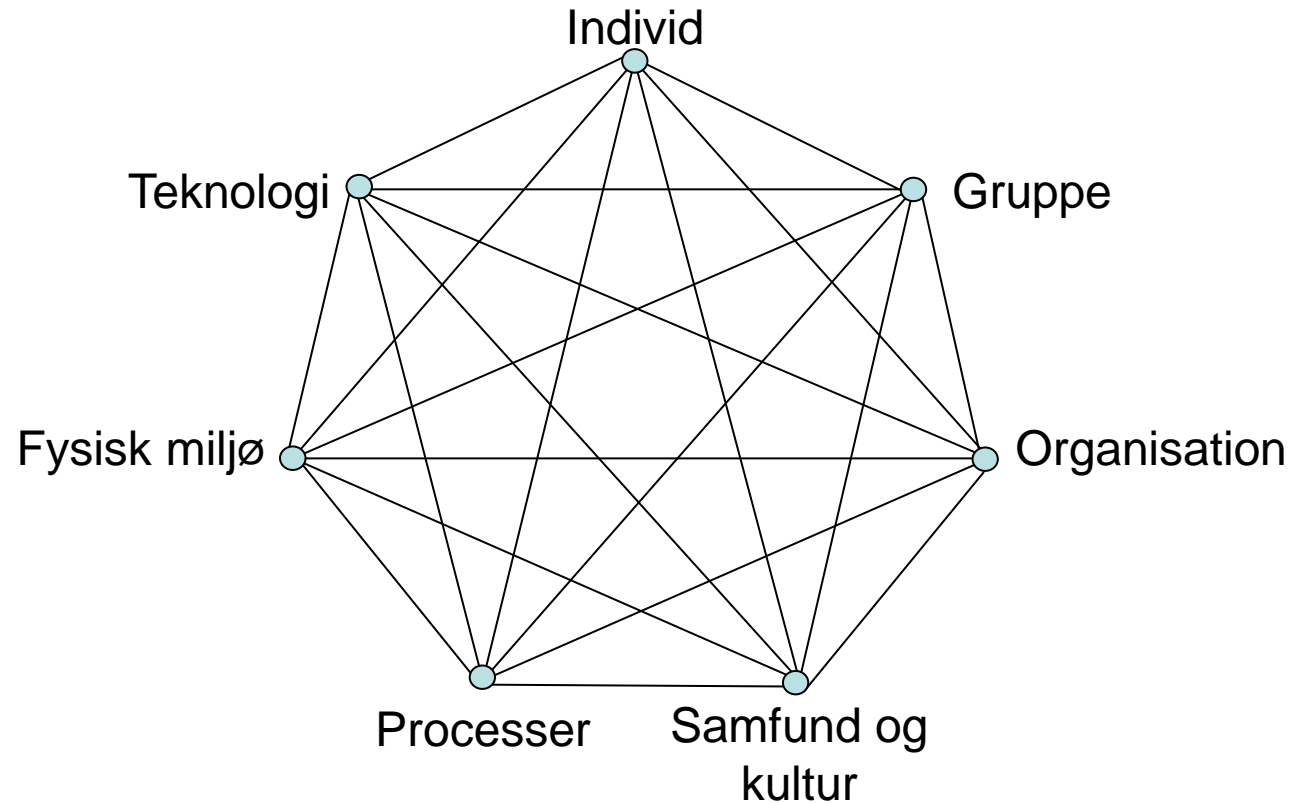 Individ
Teknologi
Gruppe
Fysisk miljø
Organisation
Processer
Samfund og
kultur